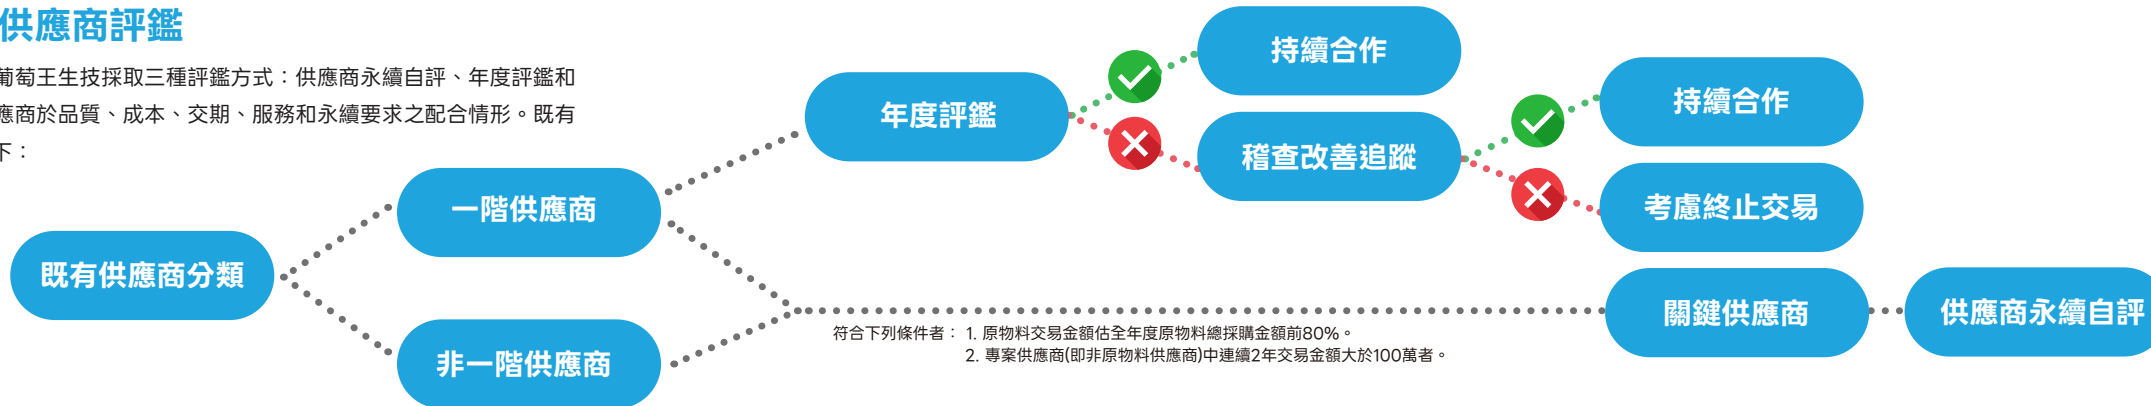 供應商評鑑
葡萄王生技採取三種評鑑方式：供應商永續自評、年度評鑑和
應商於品質、成本、交期、服務和永續要求之配合情形。既有
下：
既有供應商分類
一階供應商
非一階供應商
年度評鑑
持續合作
稽查改善追蹤
持續合作
考慮終止交易
符合下列條件者： 1. 原物料交易金額佔全年度原物料總採購金額前80%。
2. 專案供應商(即非原物料供應商)中連續2年交易金額大於100萬者。
關鍵供應商
供應商永續自評